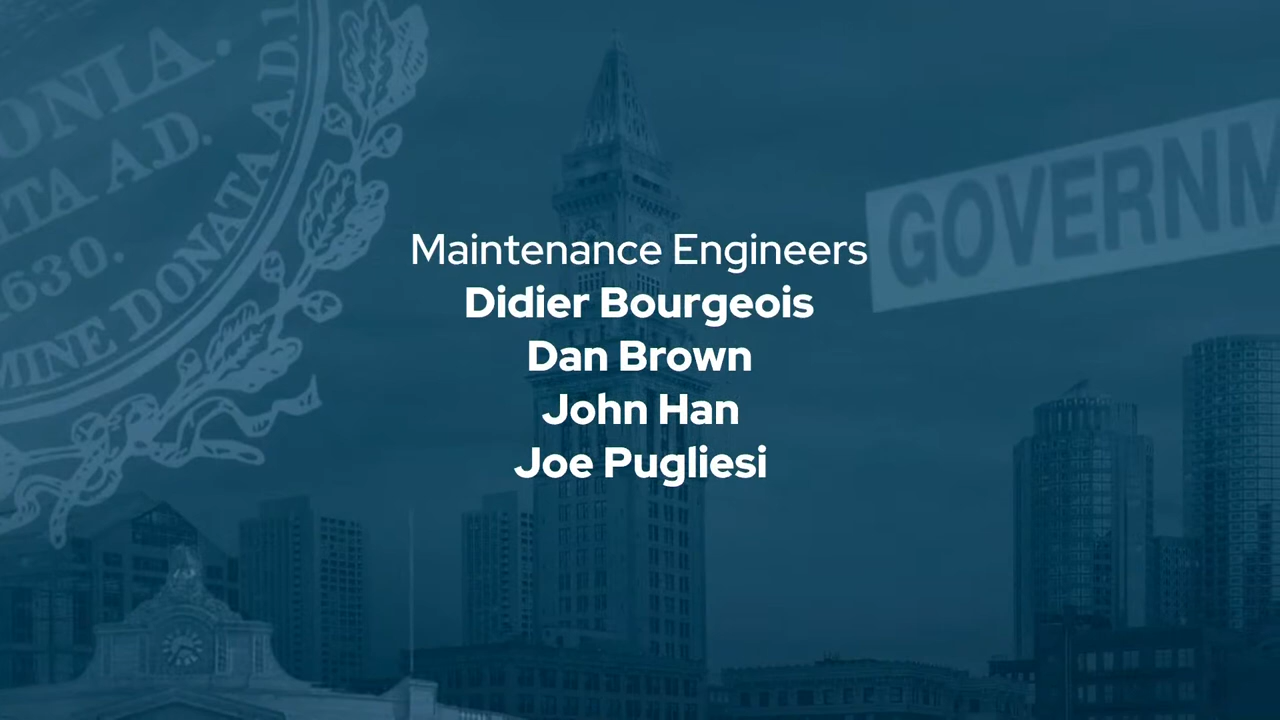 ONIA.
TA A.D.
1630.
MINE DONATA A.D.
GOVERNM
Maintenance Engineers
Didier Bourgeois
Dan Brown
John Han
Joe Pugliesi